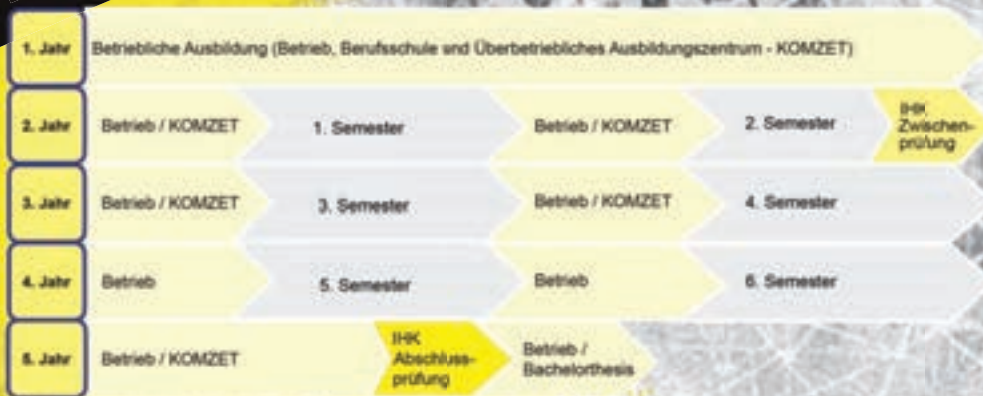 1. Jahr
Betriebliche Ausbildung (Betrieb, Berufsschule und Überbetriebliches Ausbildungszentrum - KOMZET)
2. Jahr
Betrieb / KOMZET
1. Semester
Betrieb / KOMZET
2. Semester
IHK
Zwischen-
prüfung
3. Jahr
Betrieb / KOMZET
3. Semester
Betrieb / KOMZET
4. Semester
4. Jahr
Betrieb
5. Semester
Betrieb
6. Semester
5. Jahr
Betrieb / KOMZET
IHK
Abschluss-
prüfung
Betrieb /
Bachelorthesis